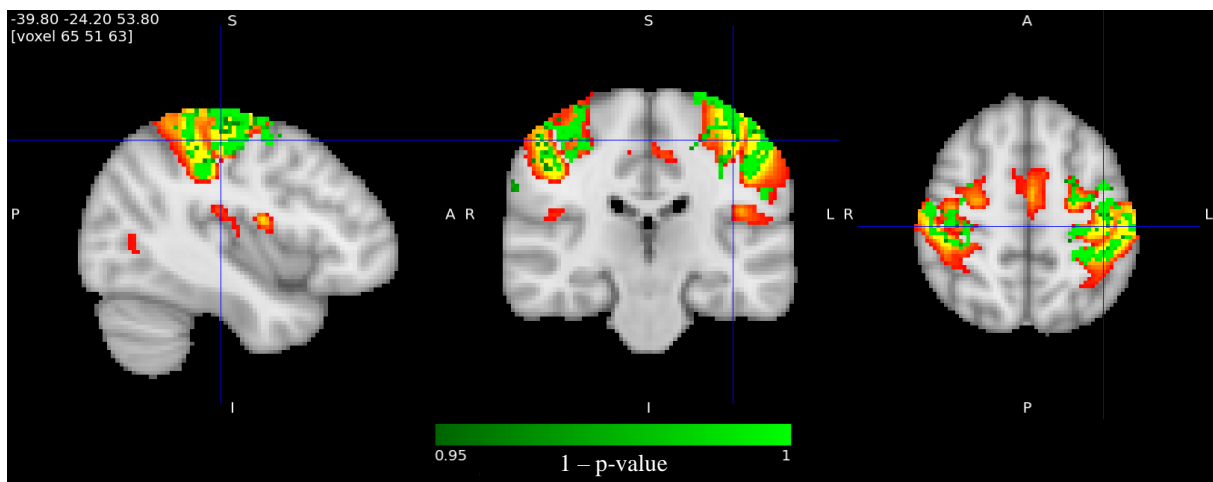 -39.80 -24.20 53.80
[voxel 65 51 63]
S
S
A
P
A
R
L
R
L
I
I
P
0.95
1
1 – p-value